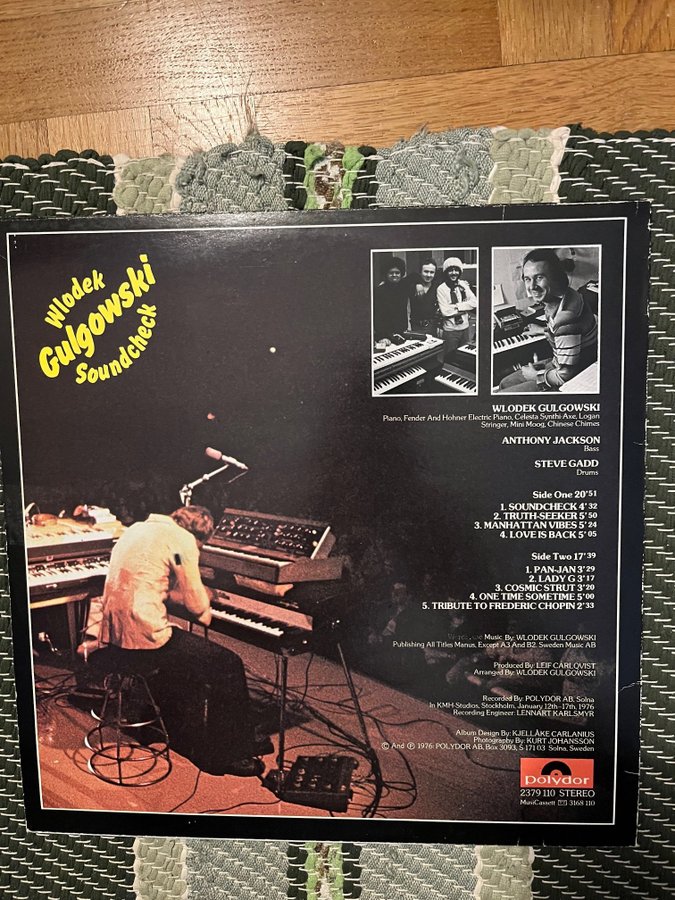 Wlodek
Gulgowski
Soundcheck
WLODEK GULGOWSKI
Piano, Fender And Hohner Electric Piano, Celesta Synthi-Axe, Logan
Stringer, Mini Moog, Chinese Chimes
ANTHONY JACKSON
Bass
STEVE GADD
Drums
Side One 20'51
1. SOUNDCHECK 4'32
2. TRUTH-SEEKER 5'50
3. MANHATTAN VIBES 5'24
4. LOVE IS BACK 5'05
Side Two 17'39
1. PAN-JAN 3'29
2. LADY G 3'17
3. COSMIC STRUT 3'20
4. ONE TIME SOMETIME 5'00
5. TRIBUTE TO FREDERIC CHOPIN 2'33
Music By: WLODEK GULGOWSKI
Publishing All Titles Manus, Except A3 And B2. Sweden Music AB
Produced By: LEIF CARLQVIST
Arranged By: WLODEK GULGOWSKI
Recorded By: POLYDOR AB, Solna
In KMH-Studios, Stockholm, January 12th-17th, 1976
Recording Engineer: LENNART KARLSMYR
Album Design By: KJELLÅKE CARLANIUS
Photography By: KURT JOHANSSON
© And ℗ 1976: POLYDOR AB, Box 3093, S 171 03 Solna, Sweden
polydor
2379 110 STEREO
MusiCassett 3168 110